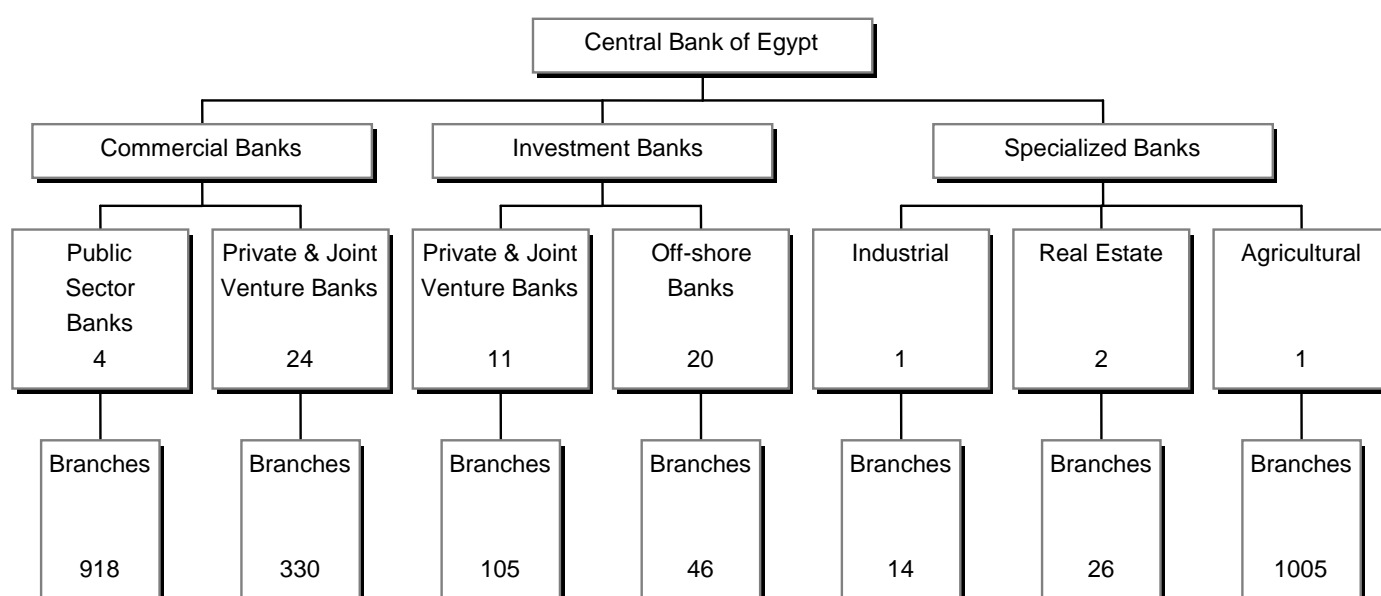 Central Bank of Egypt
Commercial Banks
Investment Banks
Specialized Banks
Public
Sector
Banks
4
Private & Joint
Venture Banks
24
Private & Joint
Venture Banks
11
Off-shore
Banks
20
Industrial
1
Real Estate
2
Agricultural
1
Branches
918
Branches
330
Branches
105
Branches
46
Branches
14
Branches
26
Branches
1005